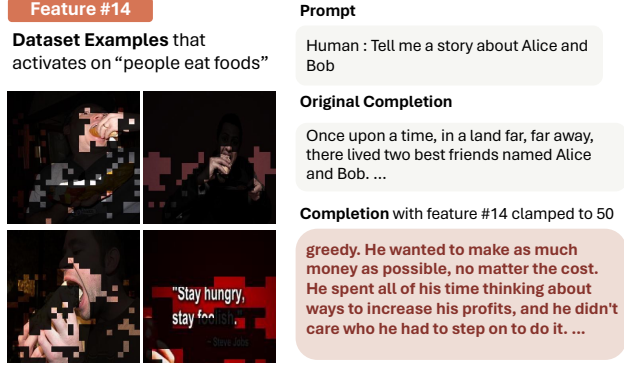 Feature #14
Dataset Examples that
activates on “people eat foods”
"Stay hungry,
stay foolish."
- Steve Jobs
Prompt
Human : Tell me a story about Alice and
Bob
Original Completion
Once upon a time, in a land far, far away,
there lived two best friends named Alice
and Bob. ...
Completion with feature #14 clamped to 50
greedy. He wanted to make as much
money as possible, no matter the cost.
He spent all of his time thinking about
ways to increase his profits, and he didn't
care who he had to step on to do it. ...